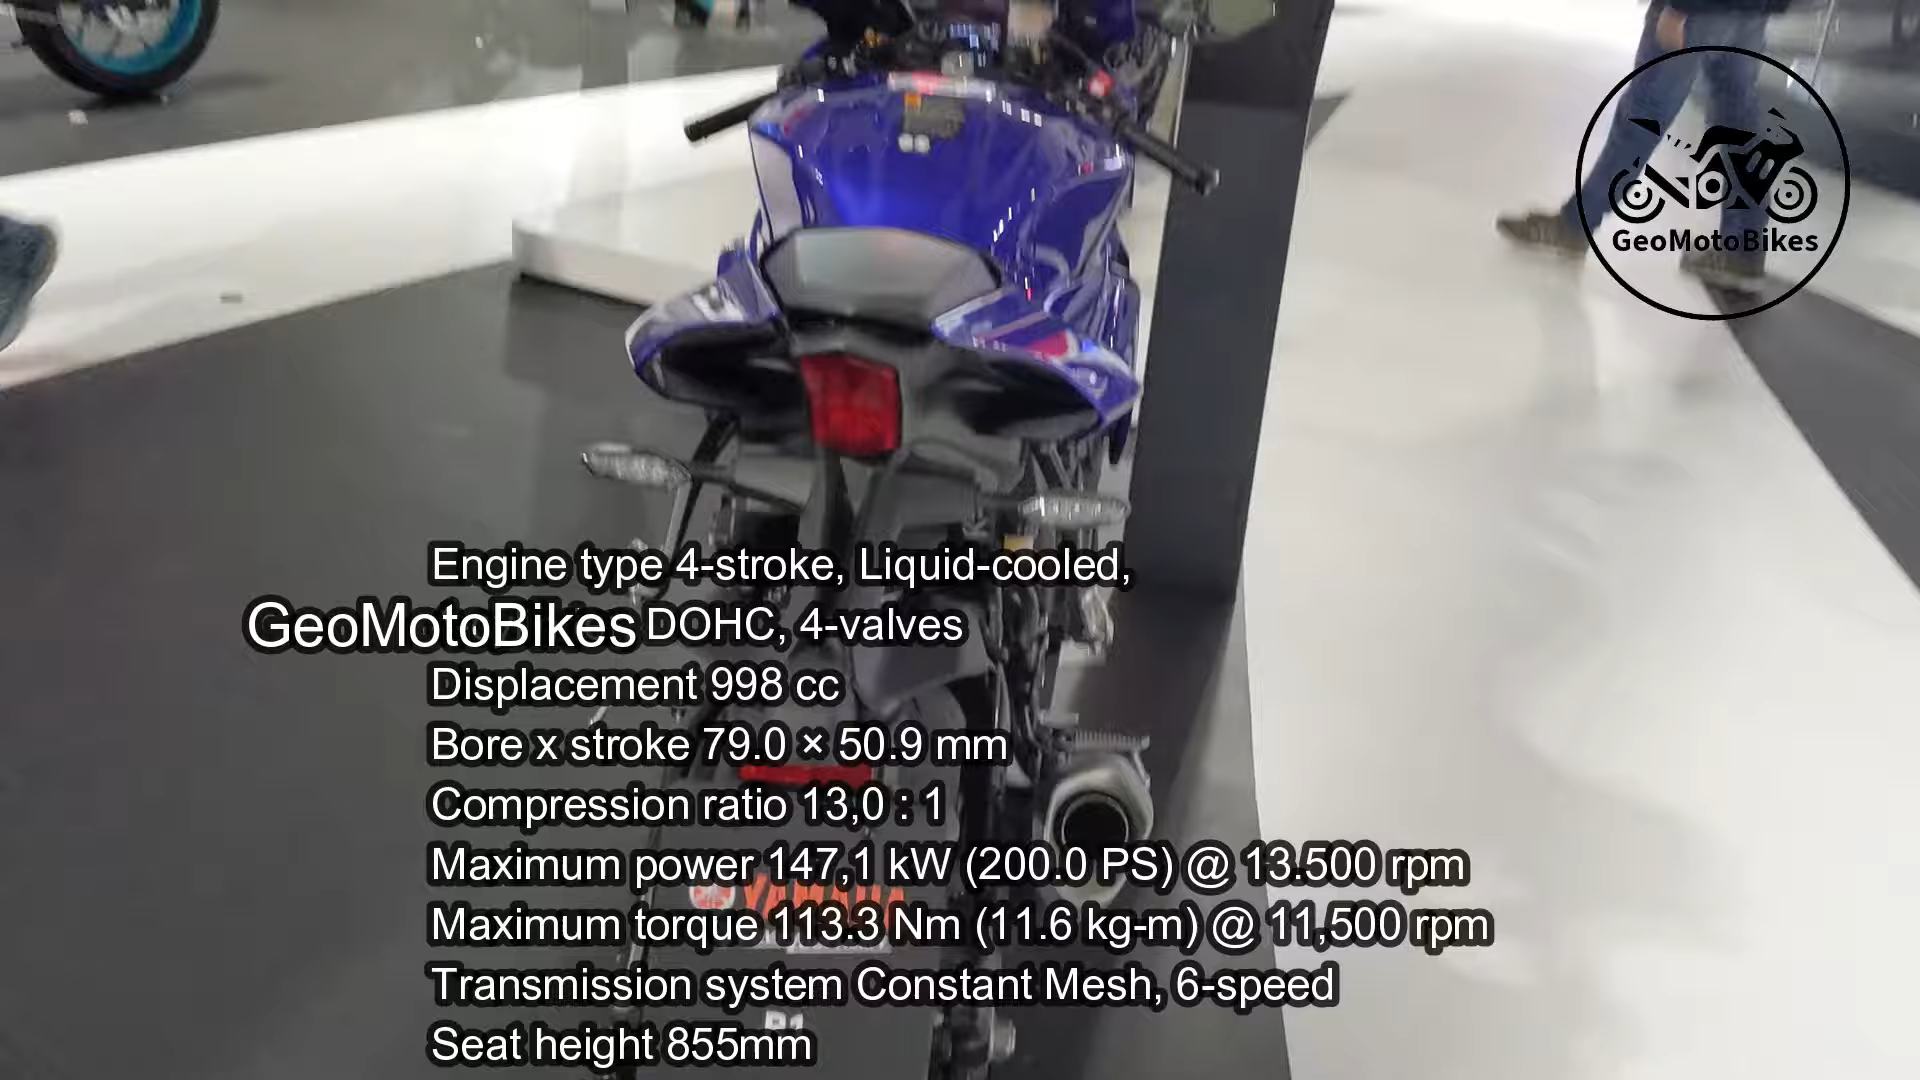 GeoMotoBikes
Engine type 4-stroke, Liquid-cooled,
GeoMotoBikes DOHC, 4-valves
Displacement 998 cc
Bore x stroke 79.0 × 50.9 mm
Compression ratio 13,0 : 1
Maximum power 147,1 kW (200.0 PS) @ 13.500 rpm
YAMAHA
Maximum torque 113.3 Nm (11.6 kg-m) @ 11,500 rpm
Transmission system Constant Mesh, 6-speed
R1
Seat height 855mm